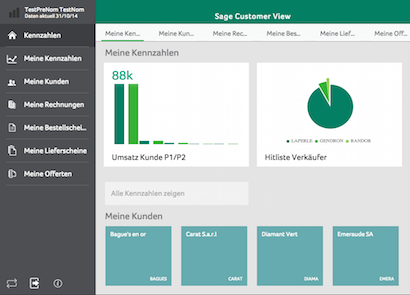 TestPreNom TestNom
Daten aktuell 31/10/14
Sage Customer View
Kennzahlen
Meine Kennzahlen
Meine Kunden
Meine Rechnungen
Meine Bestellschei...
Meine Lieferscheine
Meine Offerten
Meine Ken...
Meine Kun...
Meine Rec...
Meine Bes...
Meine Lief...
Meine Off...
Meine Kennzahlen
88k
Umsatz Kunde P1/P2
LAPERLE GENDRON RANDOR
Hitliste Verkäufer
Alle Kennzahlen zeigen
Meine Kunden
Bague's en or
BAGUES
Carat S.a.r.l
CARAT
Diamant Vert
DIAMA
Emeraude SA
EMERA